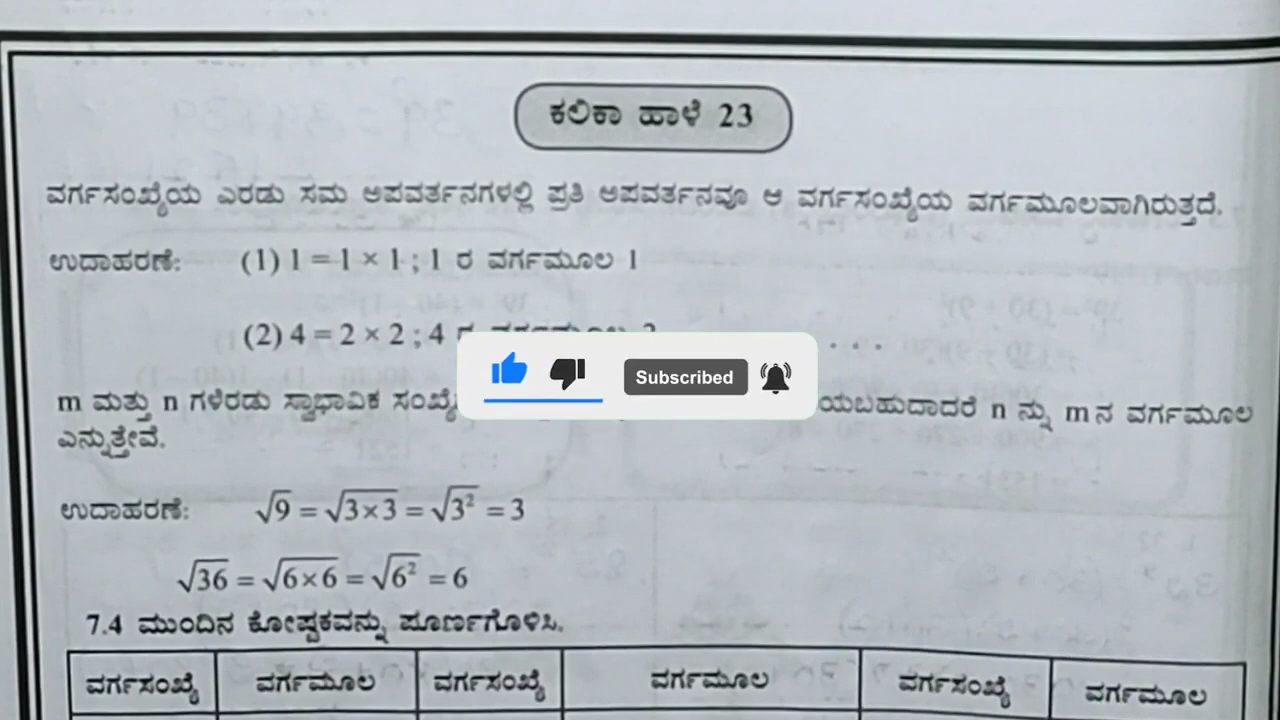 ಕಲಿಕಾ ಹಾಳೆ 23
ವರ್ಗಸಂಖ್ಯೆಯ ಎರಡು ಸಮ ಅಪವರ್ತನಗಳಲ್ಲಿ ಪ್ರತಿ ಅಪವರ್ತನವೂ ಆ ವರ್ಗಸಂಖ್ಯೆಯ ವರ್ಗಮೂಲವಾಗಿರುತ್ತದೆ.
ಉದಾಹರಣೆ: (1) 1 = 1 × 1 ; 1 ರ ವರ್ಗಮೂಲ 1
(2) 4 = 2 × 2 ; 4 . . .
Subscribed
m ಮತ್ತು n ಗಳೆರಡು ಸ್ವಾಭಾವಿಕ n ನ್ನು m ನ ವರ್ಗಮೂಲ
ಎನ್ನುತ್ತೇವೆ.
ಉದಾಹರಣೆ: √9 = √3×3 = √3² = 3
√36 = √6×6 = √6² = 6
7.4 ಮುಂದಿನ ಕೋಷ್ಟಕವನ್ನು ಪೂರ್ಣಗೊಳಿಸಿ.
ವರ್ಗಸಂಖ್ಯೆ ವರ್ಗಮೂಲ ವರ್ಗಸಂಖ್ಯೆ ವರ್ಗಮೂಲ ವರ್ಗಸಂಖ್ಯೆ ವರ್ಗಮೂಲ